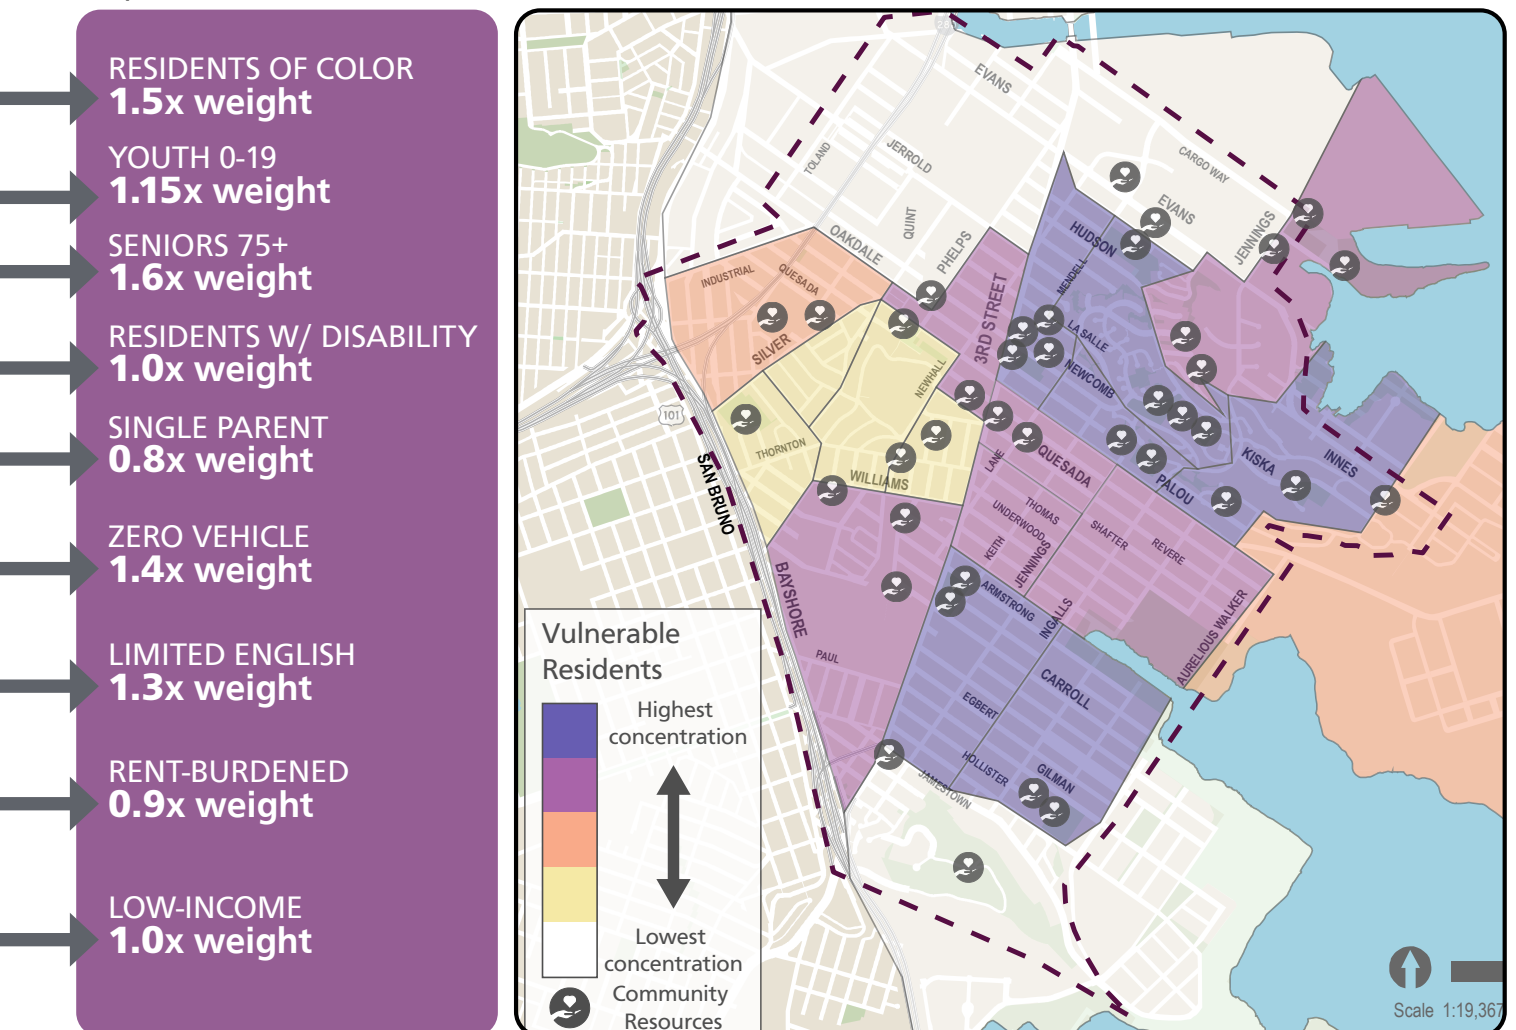 RESIDENTS OF COLOR
1.5x weight
YOUTH 0-19
1.15x weight
SENIORS 75+
1.6x weight
RESIDENTS W/ DISABILITY
1.0x weight
SINGLE PARENT
0.8x weight
ZERO VEHICLE
1.4x weight
LIMITED ENGLISH
1.3x weight
RENT-BURDENED
0.9x weight
LOW-INCOME
1.0x weight
EVANS
TOLAND
JERROLD
CARGO WAY
EVANS
QUINT
OAKDALE
PHELPS
HUDSON
JENNINGS
INDUSTRIAL
QUESADA
MENDELL
3RD STREET
SILVER
LA SALLE
NEWHALL
NEWCOMB
101
THORNTON
WILLIAMS
SAN BRUNO
LANE
QUESADA
KISKA
INNES
PALOU
THOMAS
UNDERWOOD
SHAFTER
REVERE
KEITH
JENNINGS
BAYSHORE
ARMSTRONG
INGALLS
AURELIOUS WALKER
PAUL
CARROLL
EGBERT
HOLLISTER
GILMAN
JAMESTOWN
Vulnerable
Residents
Highest
concentration
Lowest
concentration
Community
Resources
Scale 1:19,367